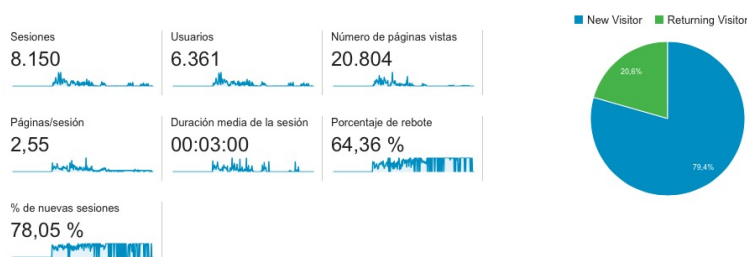 Sesiones
8.150
Usuarios
6.361
Número de páginas vistas
20.804
Páginas/sesión
2,55
Duración media de la sesión
00:03:00
Porcentaje de rebote
64,36 %
% de nuevas sesiones
78,05 %
New Visitor
Returning Visitor
20,6%
79,4%